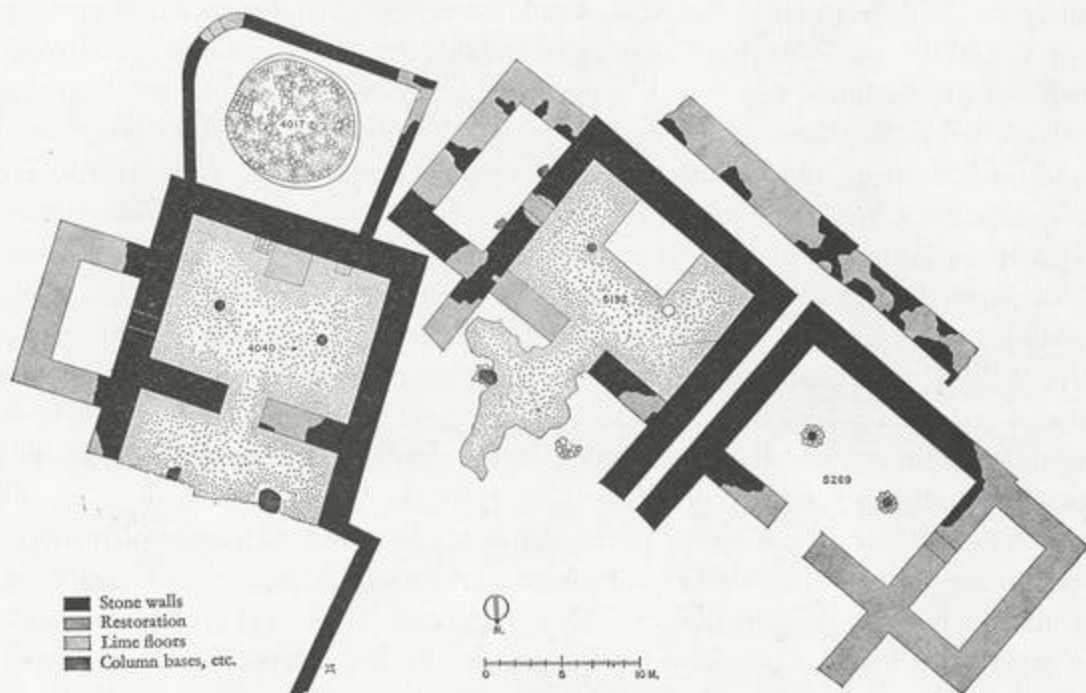 4017
5192
4040
5269
Stone walls
Restoration
Lime floors
Column bases, etc.
N.
0 5 10 M.